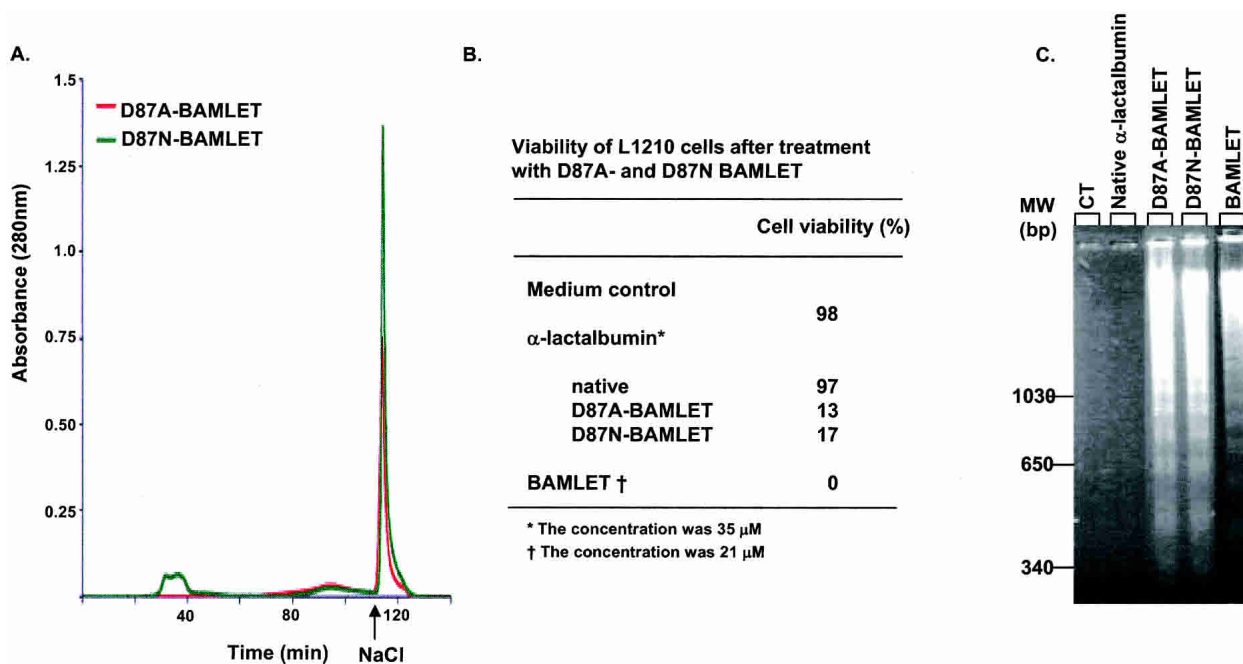 A.
1.5
D87A-BAMLET
D87N-BAMLET
1.25
1.0
0.75
0.50
0.25
Absorbance (280nm)
40
80
120
Time (min)
NaCl
B.
Viability of L1210 cells after treatment
with D87A- and D87N BAMLET
Cell viability (%)
Medium control
98
α-lactalbumin*
native 97
D87A-BAMLET 13
D87N-BAMLET 17
BAMLET † 0
* The concentration was 35 µM
† The concentration was 21 µM
C.
CT
Native α-lactalbumin
D87A-BAMLET
D87N-BAMLET
BAMLET
MW
(bp)
1030
650
340